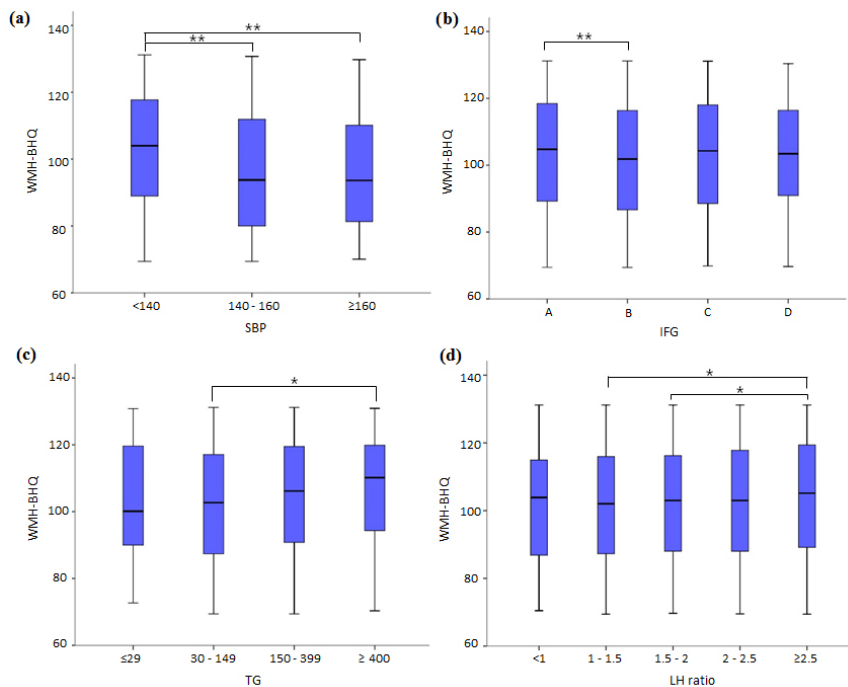 (a)
WMH-BHQ
140
120
100
80
60
**
**
<140
140 - 160
≥160
SBP
(b)
WMH-BHQ
140
120
100
80
60
**
A
B
C
D
IFG
(c)
WMH-BHQ
140
120
100
80
60
*
≤29
30 - 149
150 - 399
≥ 400
TG
(d)
WMH-BHQ
140
120
100
80
60
*
*
<1
1 - 1.5
1.5 - 2
2 - 2.5
≥2.5
LH ratio